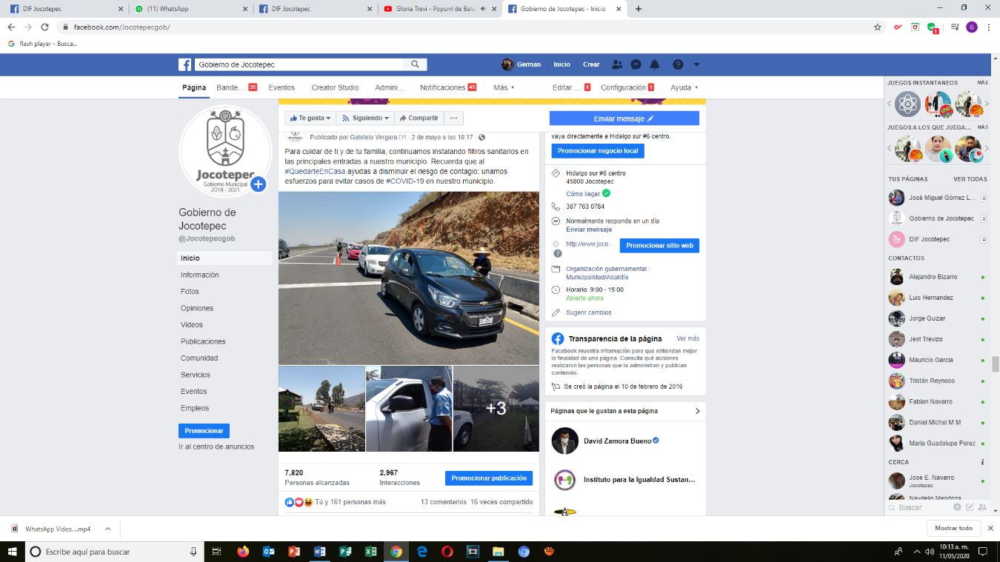 DIF Jocotepec
(11) WhatsApp
DIF Jocotepec
Gloria Trevi - Popurrí de Bala
Gobierno de Jocotepec - Inicio
facebook.com/Jocotepecgob/
1
G
flash player - Busca...
Gobierno de Jocotepec
German
Inicio
Crear
Página
Bande... 25
Eventos
Creator Studio
Admini...
Notificaciones 45
Más
Editar ... 1
Configuración 1
Ayuda
Jocotepec
Gobierno Municipal
2018 - 2021
Gobierno de
Jocotepec
@Jocotepecgob
Inicio
Información
Fotos
Opiniones
Videos
Publicaciones
Comunidad
Servicios
Eventos
Empleos
Promocionar
Ir al centro de anuncios
Te gusta
Siguiendo
Compartir
...
Enviar mensaje
Publicado por Gabriela Vergara [?] · 2 de mayo a las 19:17 ·
Para cuidar de ti y de tu familia, continuamos instalando filtros sanitarios en
las principales entradas a nuestro municipio. Recuerda que al
#QuedarteEnCasa ayudas a disminuir el riesgo de contagio; unamos
esfuerzos para evitar casos de #COVID-19 en nuestro municipio.
+3
7,820
Personas alcanzadas
2,967
Interacciones
Promocionar publicación
Tú y 161 personas más
13 comentarios 16 veces compartido
vaya directamente a Hidalgo sur #6 centro.
Promocionar negocio local
Hidalgo sur #6 centro
45800 Jocotepec
Cómo llegar
387 763 0784
Normalmente responde en un día
Enviar mensaje
http://www.joco...
Promocionar sitio web
?
Organización gubernamental ·
Municipalidad/Alcaldía
Horario: 9:00 - 15:00
Abierto ahora
Sugerir cambios
Transparencia de la página
Ver más
Facebook muestra información para que entiendas mejor
la finalidad de una página. Consulta qué acciones
realizaron las personas que la administran y publican
contenido.
Se creó la página el 10 de febrero de 2016
Páginas que le gustan a esta página
David Zamora Bueno
Instituto para la Igualdad Sustan...
JUEGOS INSTANTÁNEOS
MÁS
JUEGOS A LOS QUE JUEGA...
MÁS
TUS PÁGINAS
VER TODAS
José Miguel Gómez L...
Gobierno de Jocotepec
DIF Jocotepec
CONTACTOS
Alejandro Bizarro
Luis Hernandez
Jorge Guizar
Jest Trevizo
Mauricio Garcia
Tristán Reynoso
Fabian Navarro
Daniel Michel M M
Maria Guadalupe Perez
CERCA
Jose E. Navarro
Jocotepec
Naydelin Mendoza
Buscar
WhatsApp Video....mp4
Mostrar todo
Escribe aquí para buscar
10:13 a. m.
11/05/2020